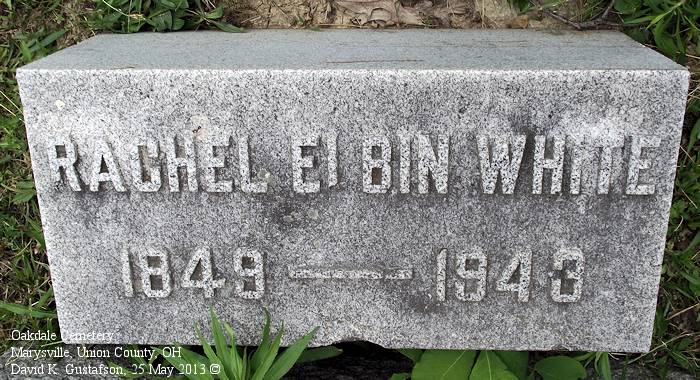 RACHEL ELBIN WHITE
1849 — 1943
Oakdale Cemetery
Marysville, Union County, OH
David K. Gustafson, 25 May 2013 ©